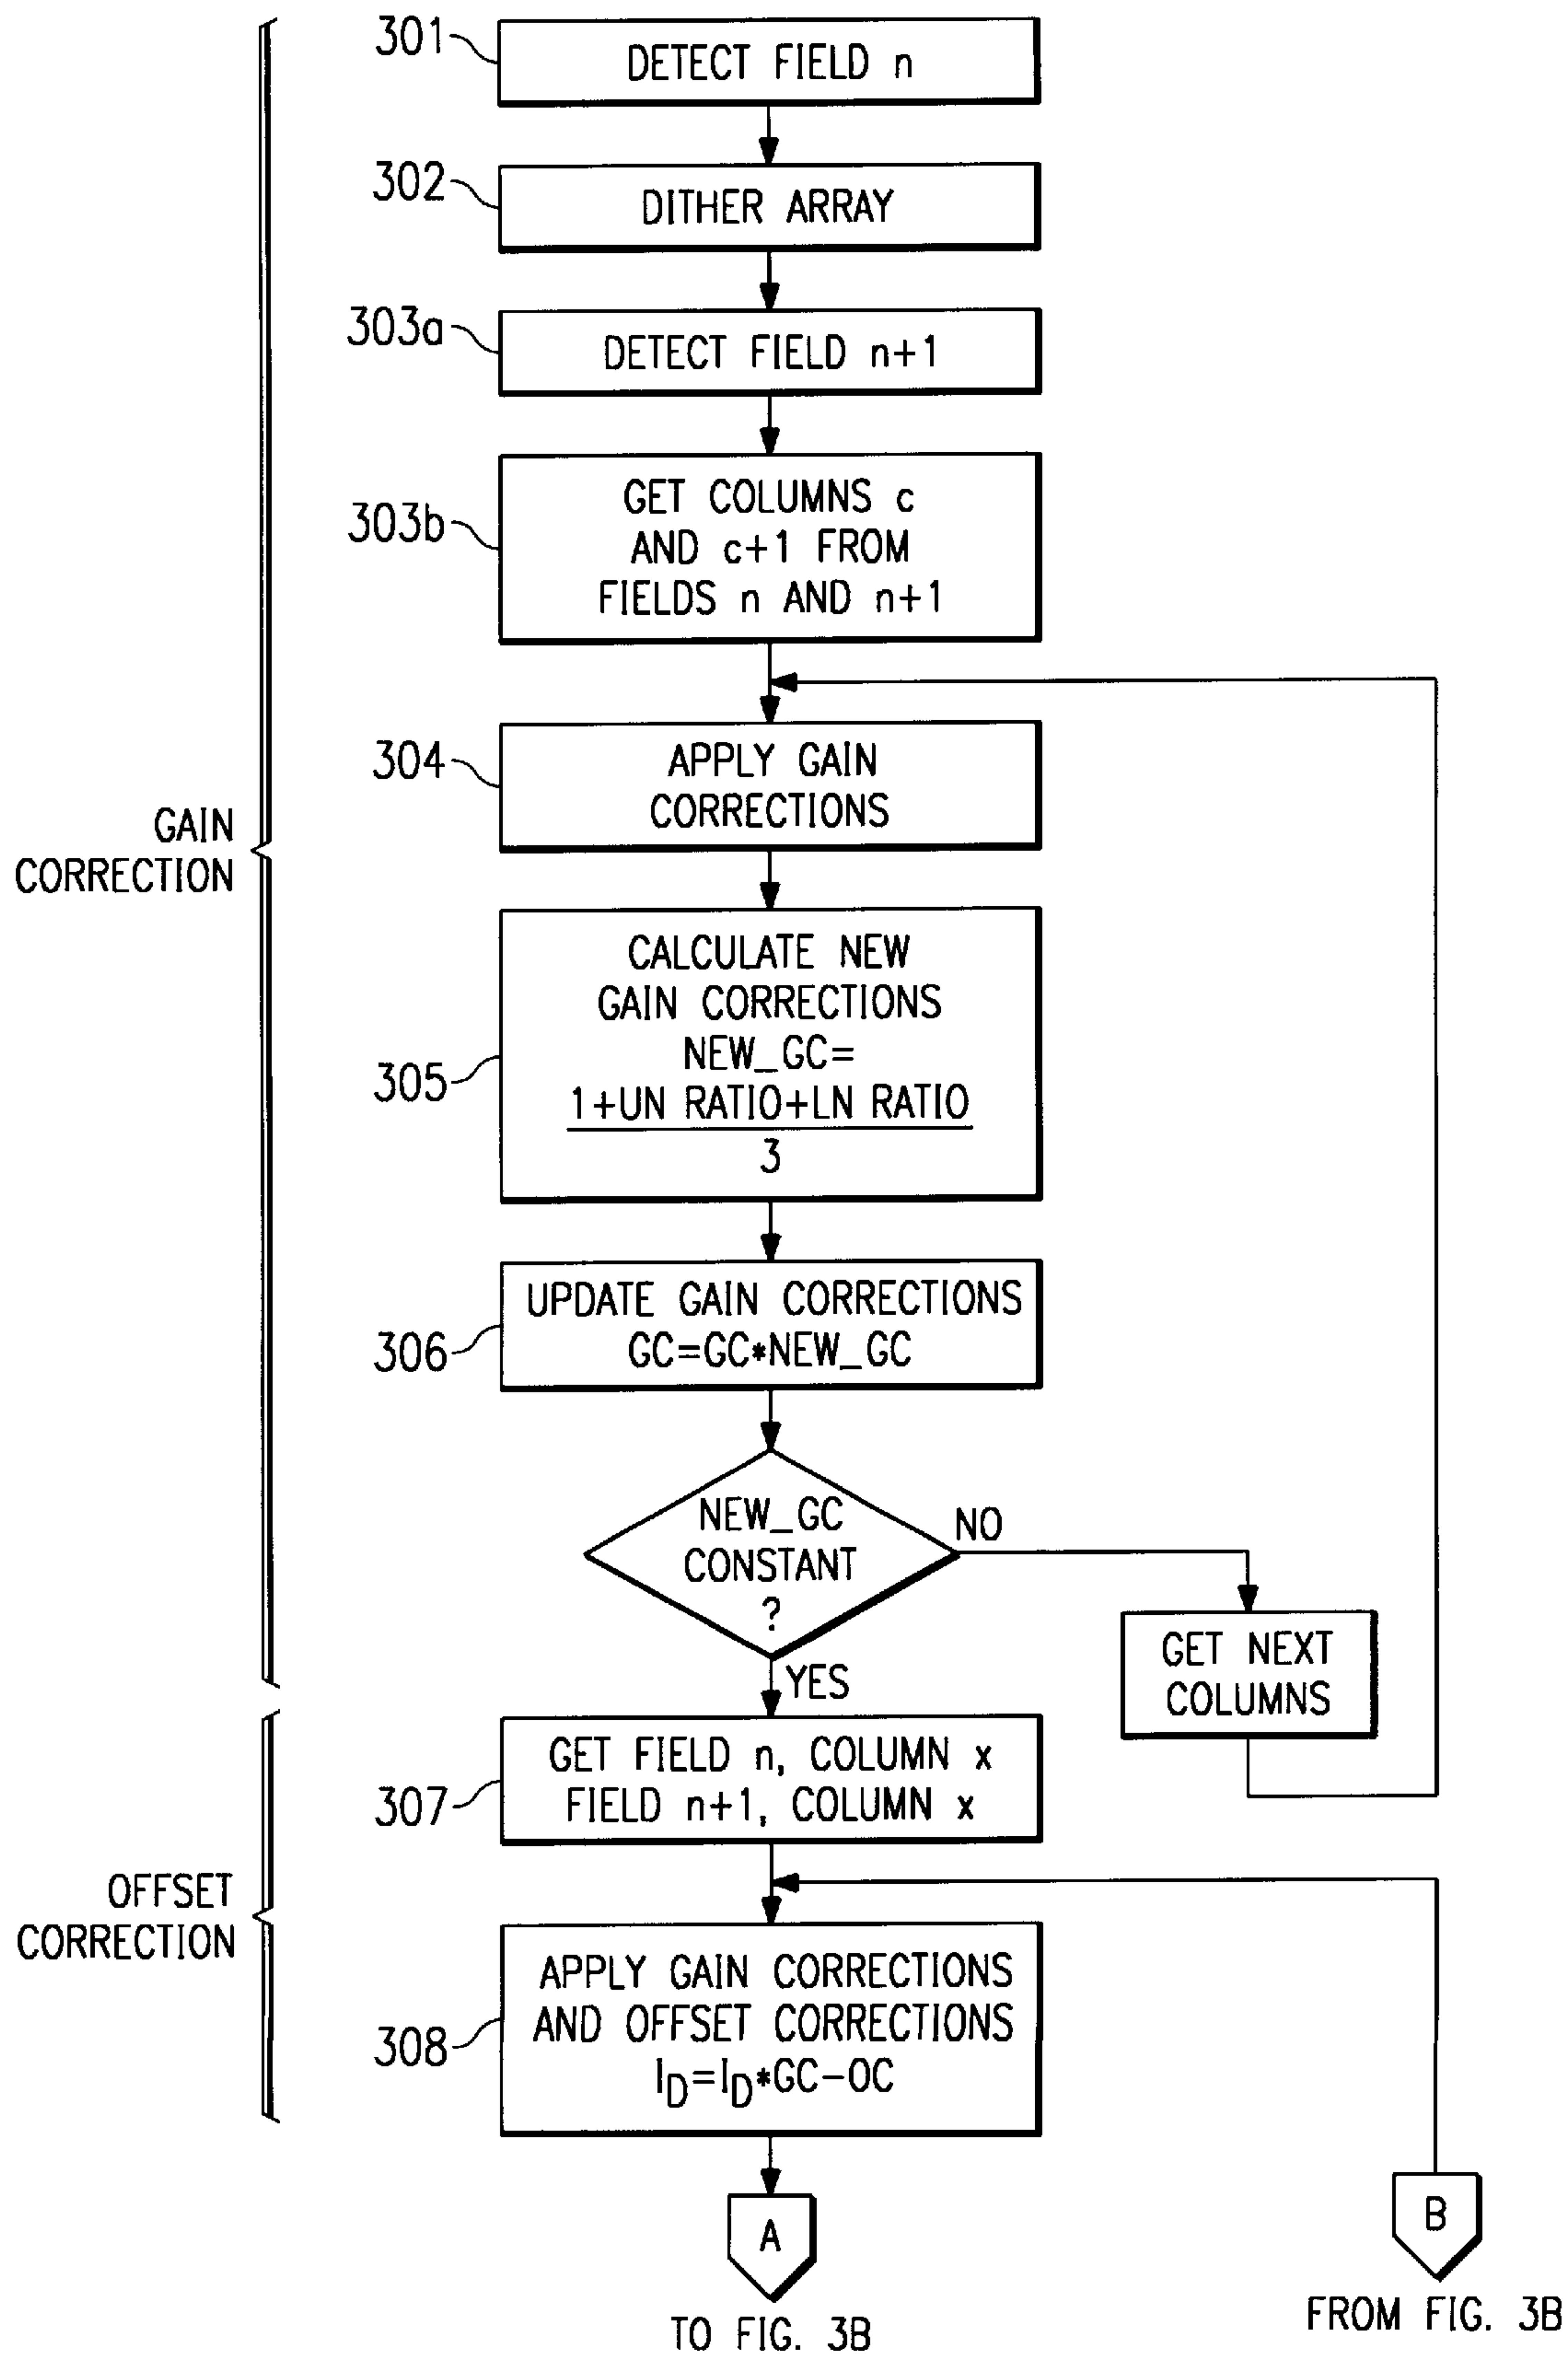 301
DETECT FIELD n
302
DITHER ARRAY
303a
DETECT FIELD n+1
303b
GET COLUMNS c
AND c+1 FROM
FIELDS n AND n+1
304
APPLY GAIN
CORRECTIONS
GAIN
CORRECTION
305
CALCULATE NEW
GAIN CORRECTIONS
NEW_GC=
1+UN RATIO+LN RATIO
3
306
UPDATE GAIN CORRECTIONS
GC=GC*NEW_GC
NEW_GC
CONSTANT
?
NO
GET NEXT
COLUMNS
YES
307
GET FIELD n, COLUMN x
FIELD n+1, COLUMN x
OFFSET
CORRECTION
308
APPLY GAIN CORRECTIONS
AND OFFSET CORRECTIONS
I_D=I_D*GC-OC
A
TO FIG. 3B
B
FROM FIG. 3B